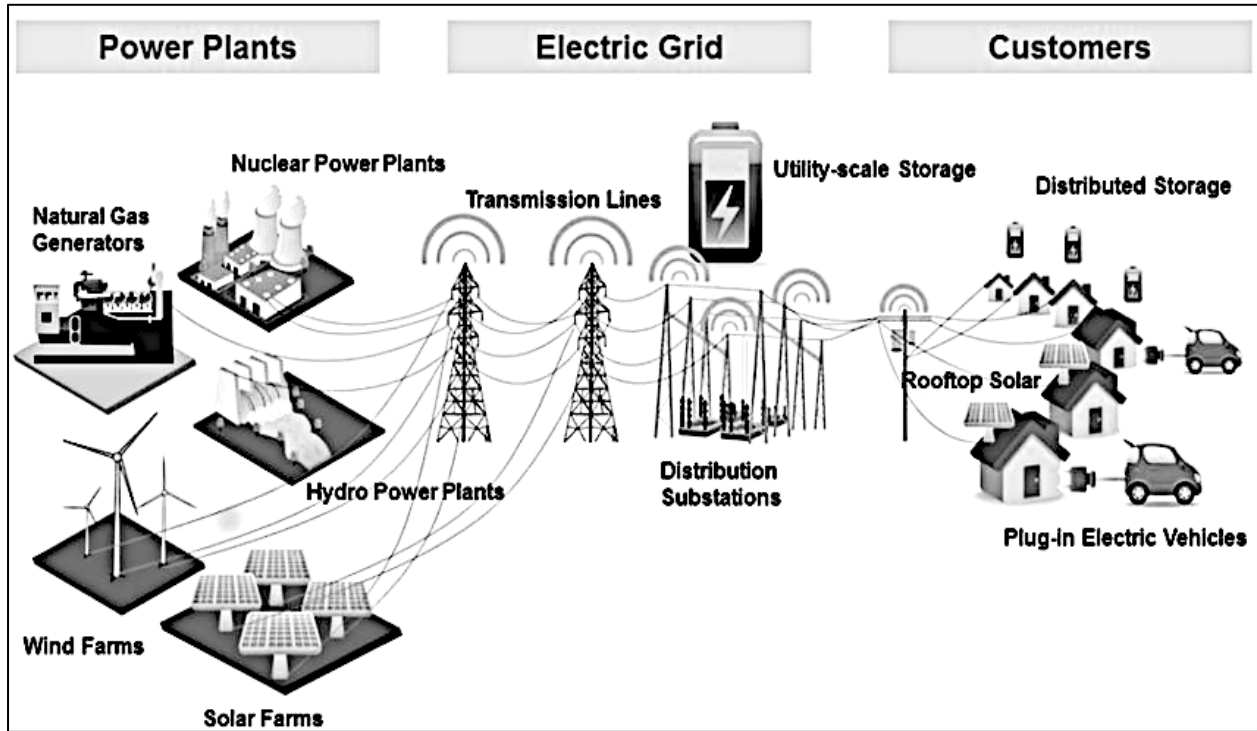 Power Plants
Electric Grid
Customers
Nuclear Power Plants
Natural Gas
Generators
Transmission Lines
Utility-scale Storage
Distributed Storage
Rooftop Solar
Hydro Power Plants
Distribution
Substations
Plug-in Electric Vehicles
Wind Farms
Solar Farms